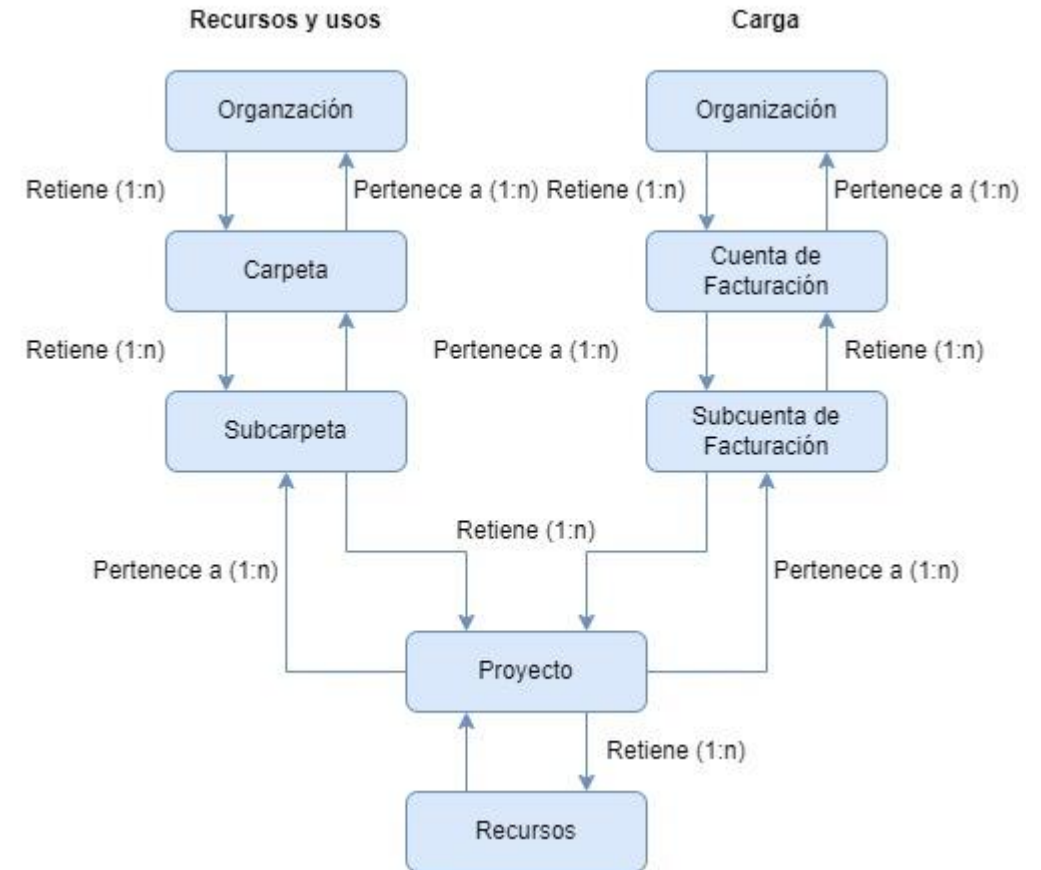 Recursos y usos
Carga
Organzación
Organización
Retiene (1:n)
Pertenece a (1:n)
Retiene (1:n)
Pertenece a (1:n)
Carpeta
Cuenta de
Facturación
Retiene (1:n)
Pertenece a (1:n)
Retiene (1:n)
Subcarpeta
Subcuenta de
Facturación
Retiene (1:n)
Pertenece a (1:n)
Pertenece a (1:n)
Proyecto
Retiene (1:n)
Recursos